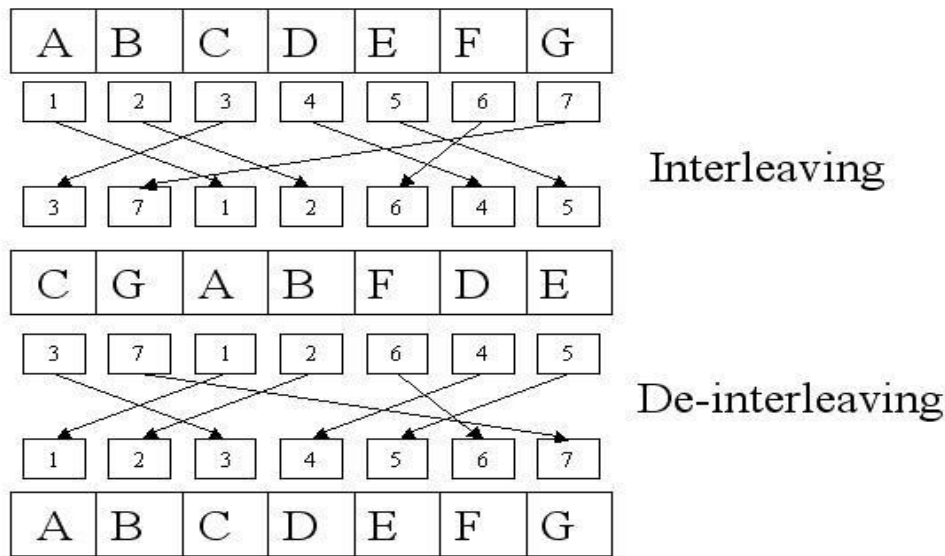 A B C D E F G
1 2 3 4 5 6 7
Interleaving
3 7 1 2 6 4 5
C G A B F D E
3 7 1 2 6 4 5
De-interleaving
1 2 3 4 5 6 7
A B C D E F G